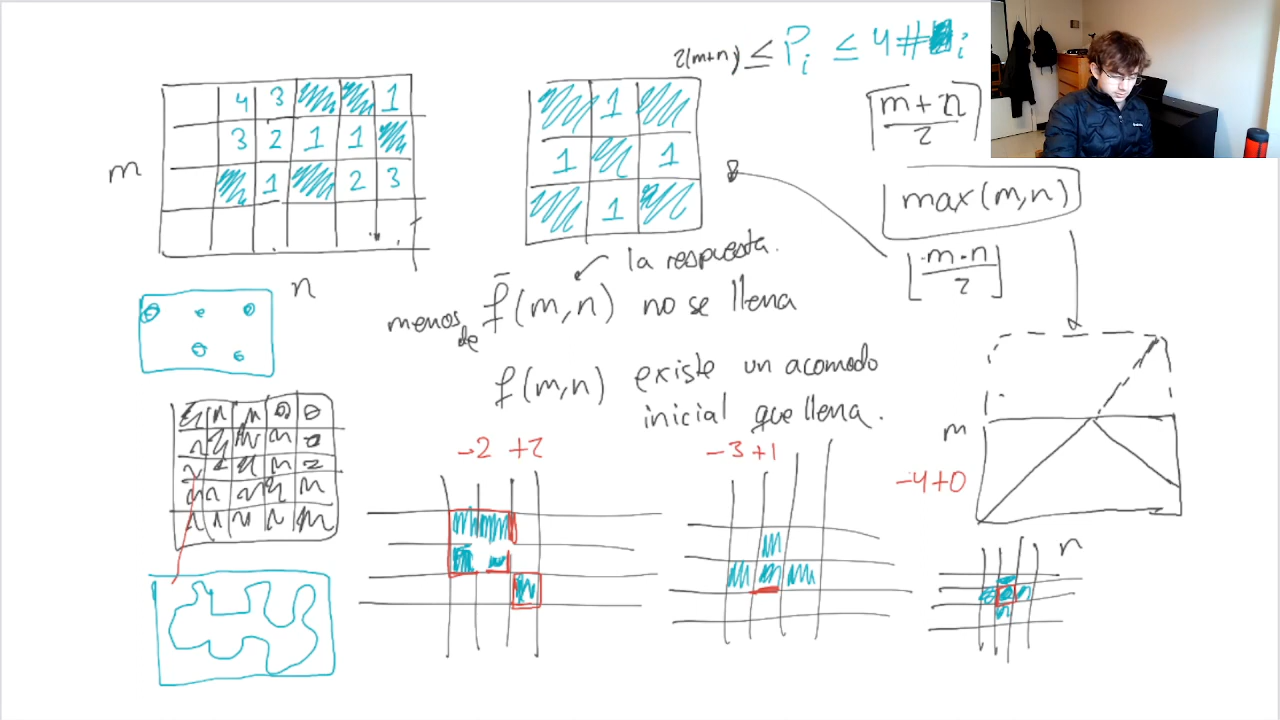 2(m+n) ≤ P_i ≤ 4#■i
4 3 1
3 2 1 1
1 2 3
m
n
1
1 1
1
⌈(m+n)/2⌉
max(m,n)
⌊(m·n)/2⌋
la respuesta.
menos de f̄(m,n) no se llena
f(m,n) existe un acomodo
inicial que llena.
-2 +2
-3+1
-4+0
m
n